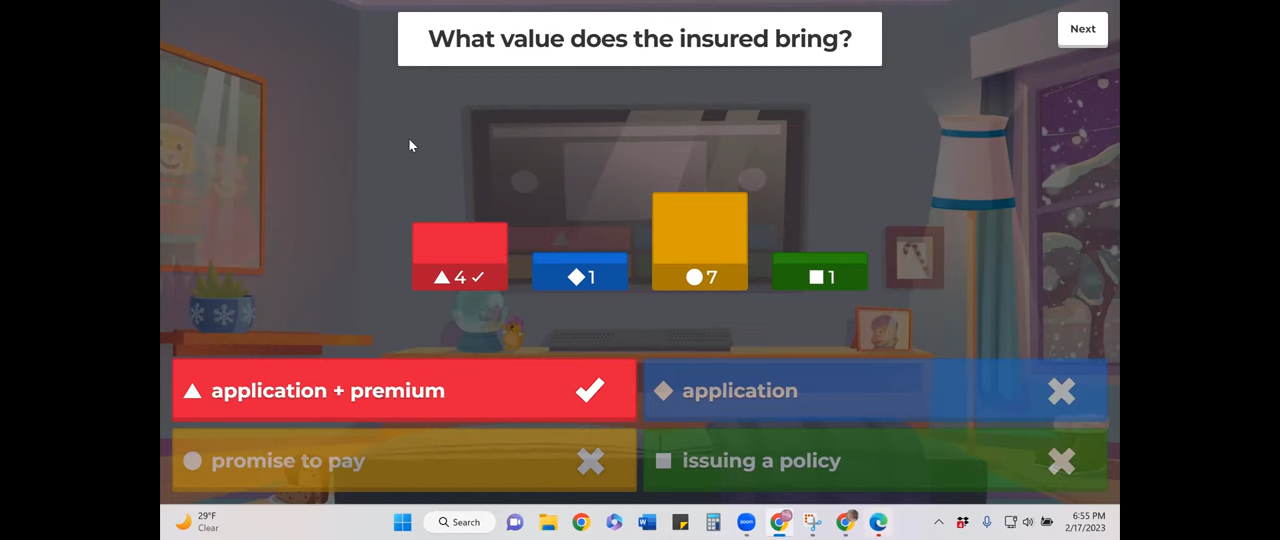 What value does the insured bring?
Next
4
1
7
1
application + premium
application
promise to pay
issuing a policy
29°F
Clear
Search
6:55 PM
2/17/2023